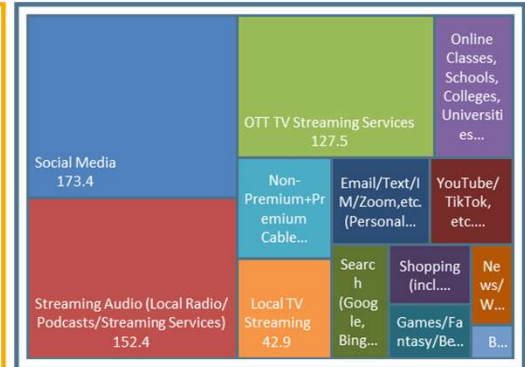 Social Media
173.4
Streaming Audio (Local Radio/
Podcasts/Streaming Services)
152.4
OTT TV Streaming Services
127.5
Online
Classes,
Schools,
Colleges,
Universiti
es...
Non-
Premium+Pr
emium
Cable...
Local TV
Streaming
42.9
Email/Text/I
M/Zoom,etc.
(Personal...
YouTube/
TikTok,
etc....
Searc
h
(Goog
le,
Bing...
Shopping
(incl....
Games/Fa
ntasy/Be...
Ne
ws/
W...
B...